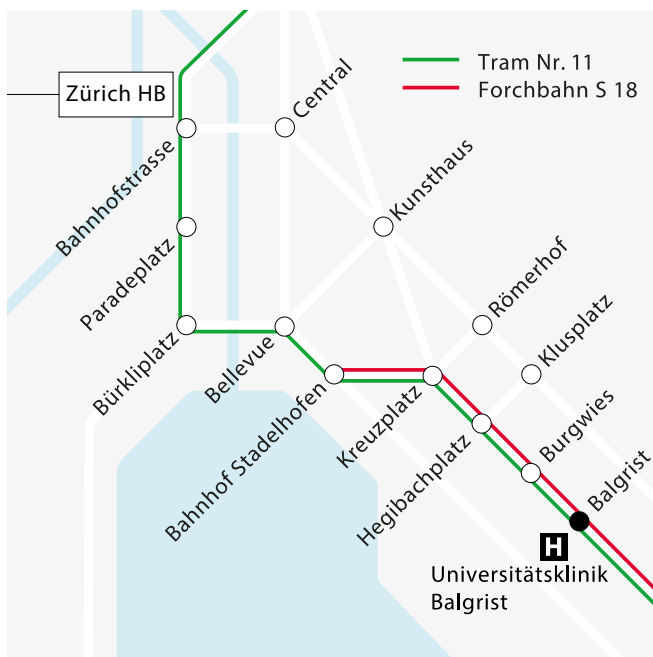 Tram Nr. 11
Forchbahn S 18
Zürich HB
Central
Bahnhofstrasse
Kunsthaus
Paradeplatz
Römerhof
Klusplatz
Bürkliplatz
Bellevue
Bahnhof Stadelhofen
Kreuzplatz
Hegibachplatz
Burgwies
Balgrist
H
Universitätsklinik
Balgrist